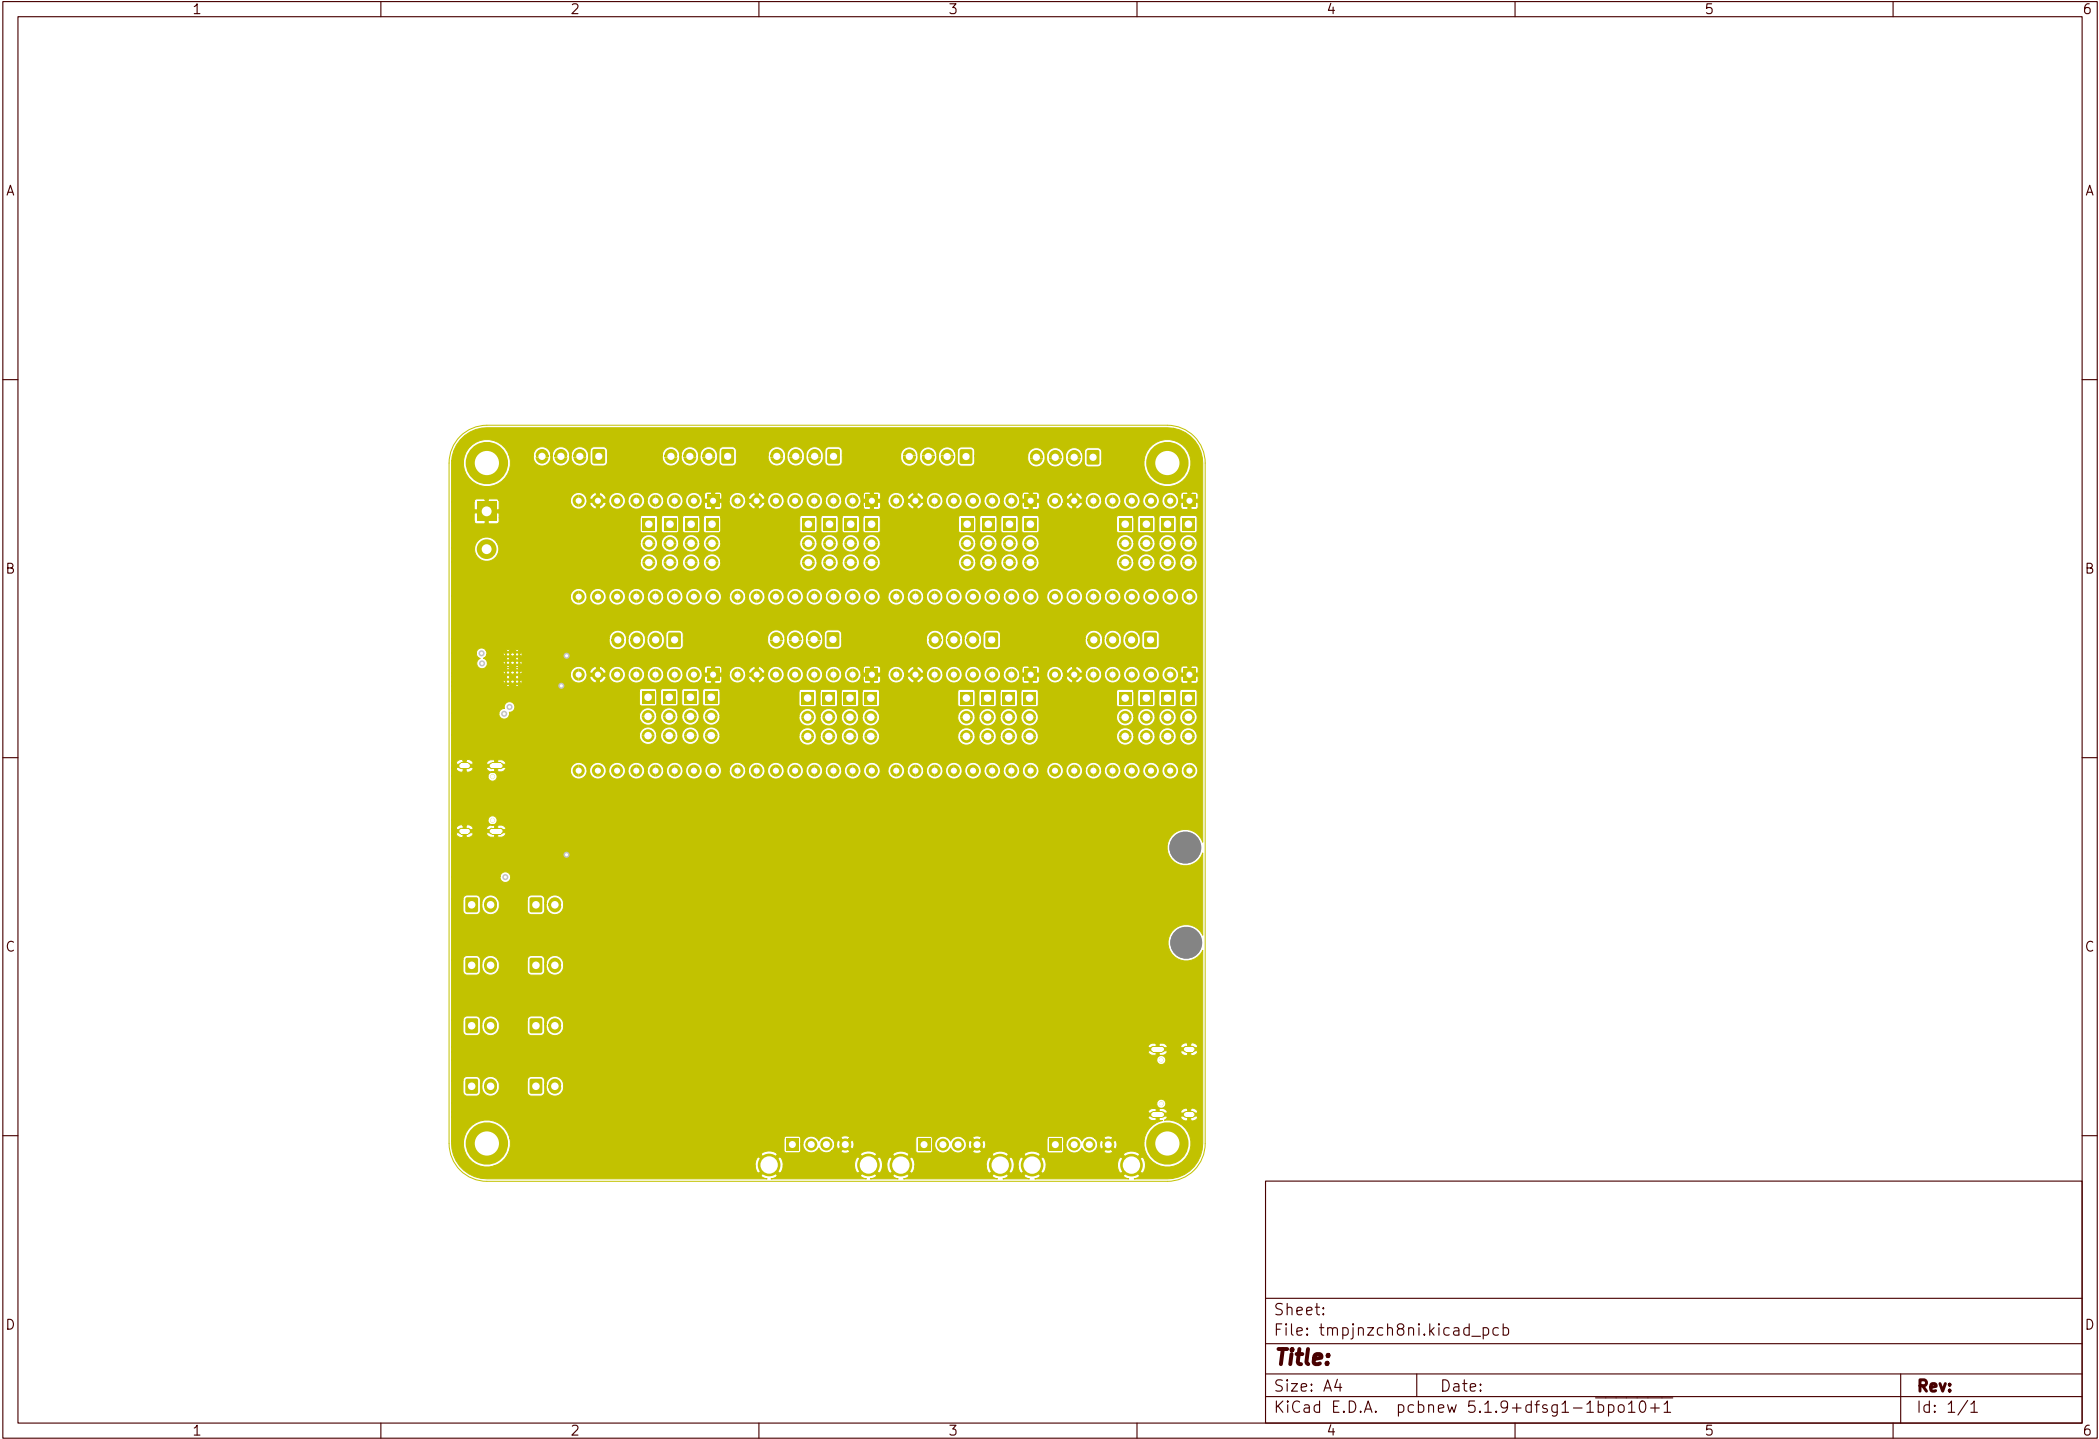 1 2 3 4 5 6
A A
B B
C C
D D
Sheet:
File: tmpjnzch8ni.kicad_pcb
Title:
Size: A4 Date: Rev:
KiCad E.D.A. pcbnew 5.1.9+dfsg1-1bpo10+1 Id: 1/1
1 2 3 4 5 6